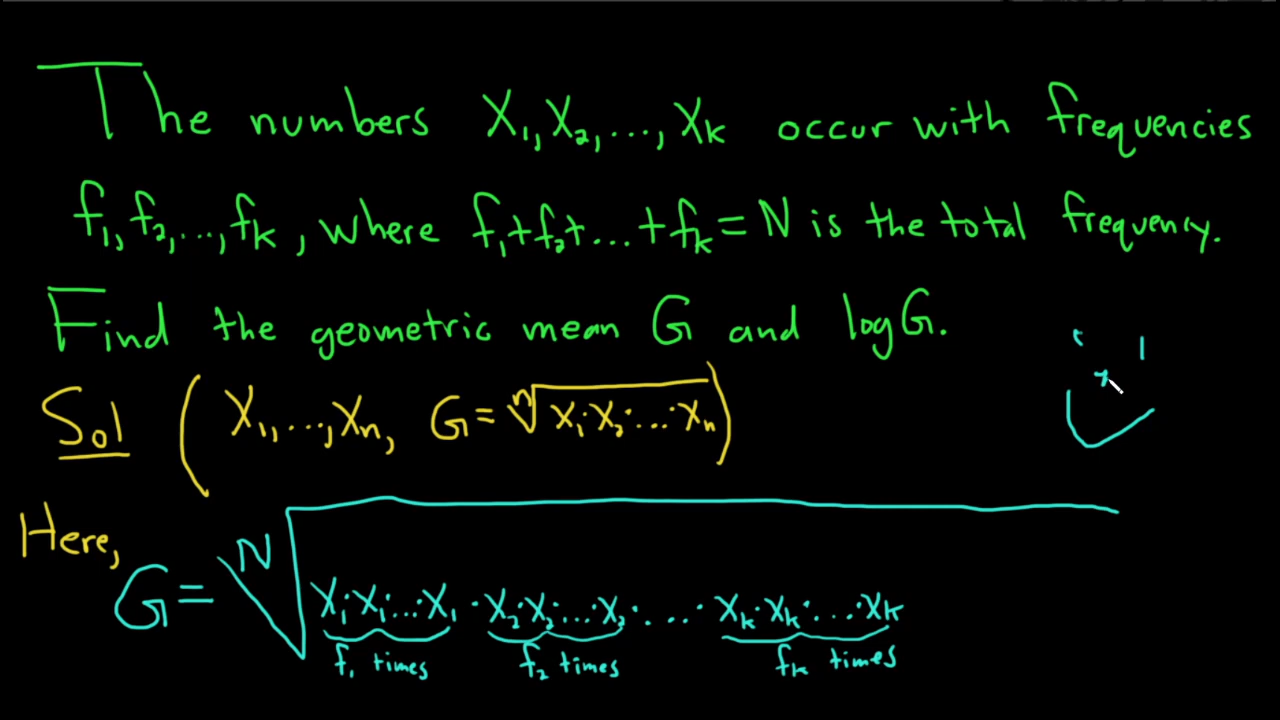 The numbers X₁, X₂, ..., Xₖ occur with frequencies
f₁, f₂, ..., fₖ, where f₁+f₂+...+fₖ = N is the total frequency.
Find the geometric mean G and log G.
Sol (X₁, ..., Xₙ, G = ⁿ√(X₁·X₂·...·Xₙ))
Here,
G = ᴺ√(X₁·X₁·...·X₁ · X₂·X₂·...·X₂ · ... · Xₖ·Xₖ·...·Xₖ)
f₁ times f₂ times fₖ times